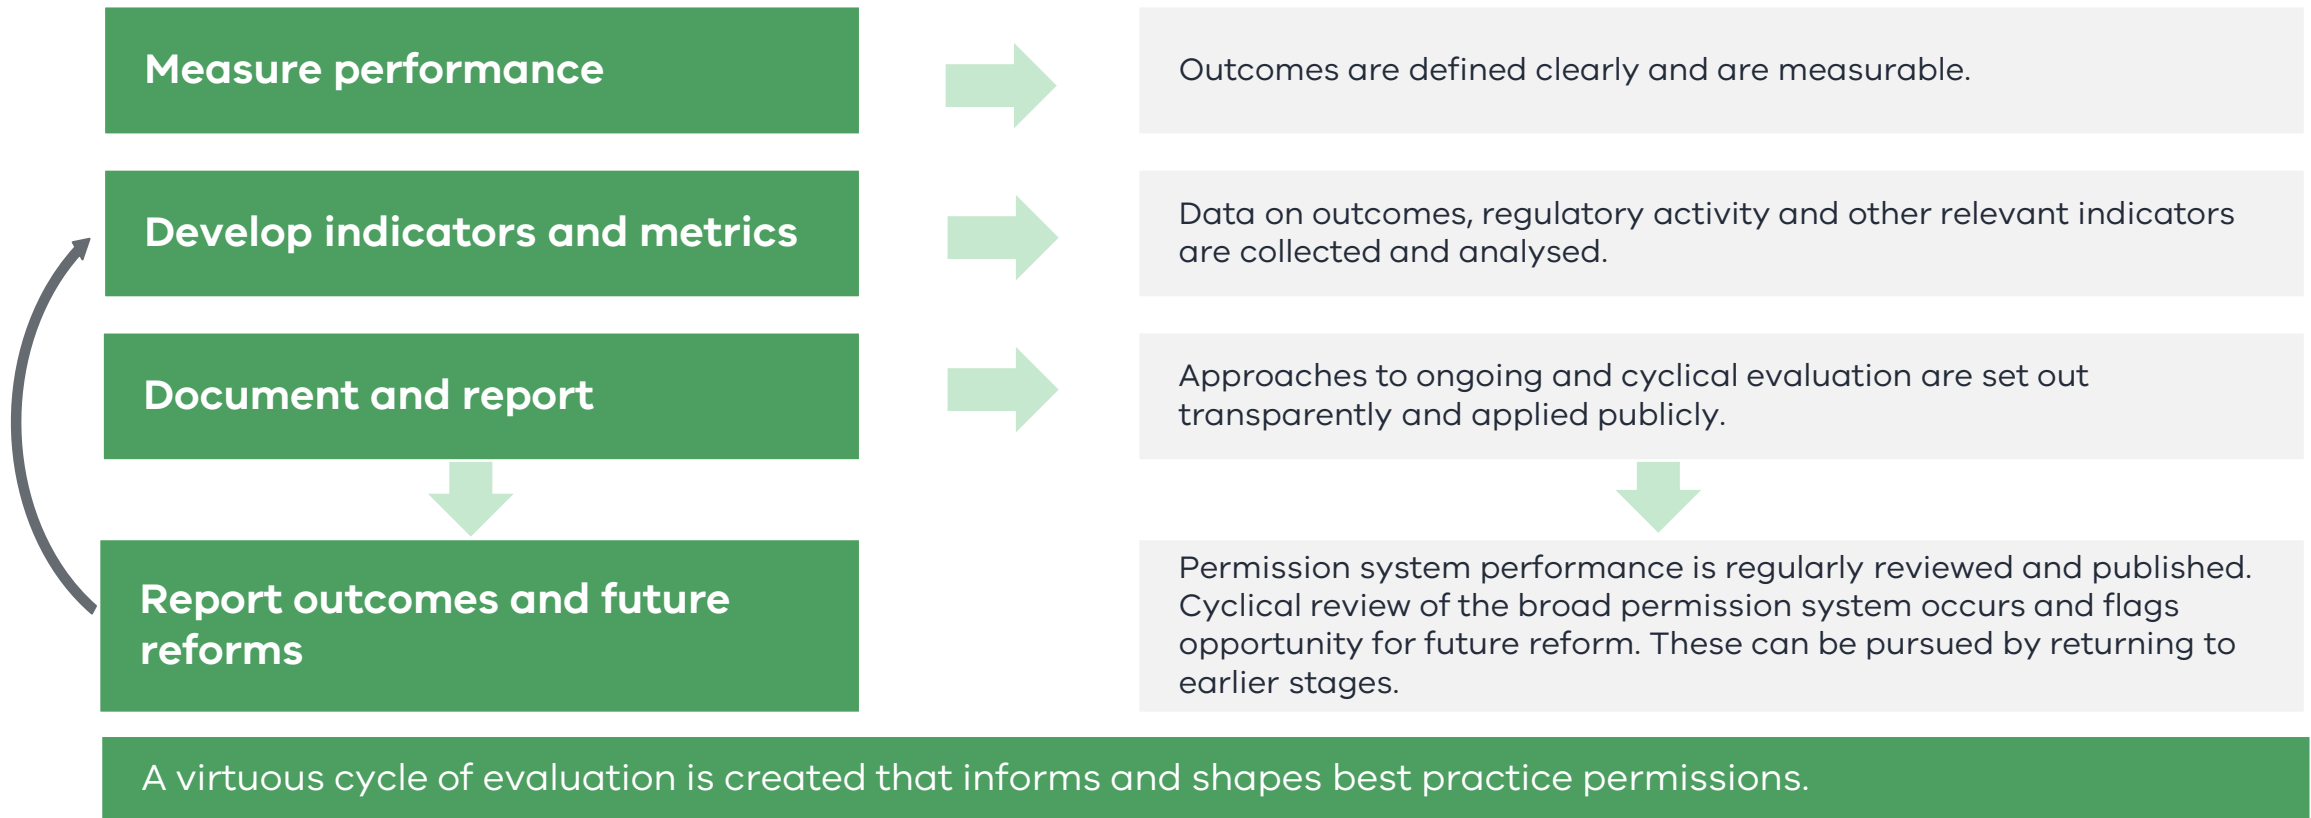 Measure performance
Outcomes are defined clearly and are measurable.
Develop indicators and metrics
Data on outcomes, regulatory activity and other relevant indicators
are collected and analysed.
Document and report
Approaches to ongoing and cyclical evaluation are set out
transparently and applied publicly.
Report outcomes and future
reforms
Permission system performance is regularly reviewed and published.
Cyclical review of the broad permission system occurs and flags
opportunity for future reform. These can be pursued by returning to
earlier stages.
A virtuous cycle of evaluation is created that informs and shapes best practice permissions.